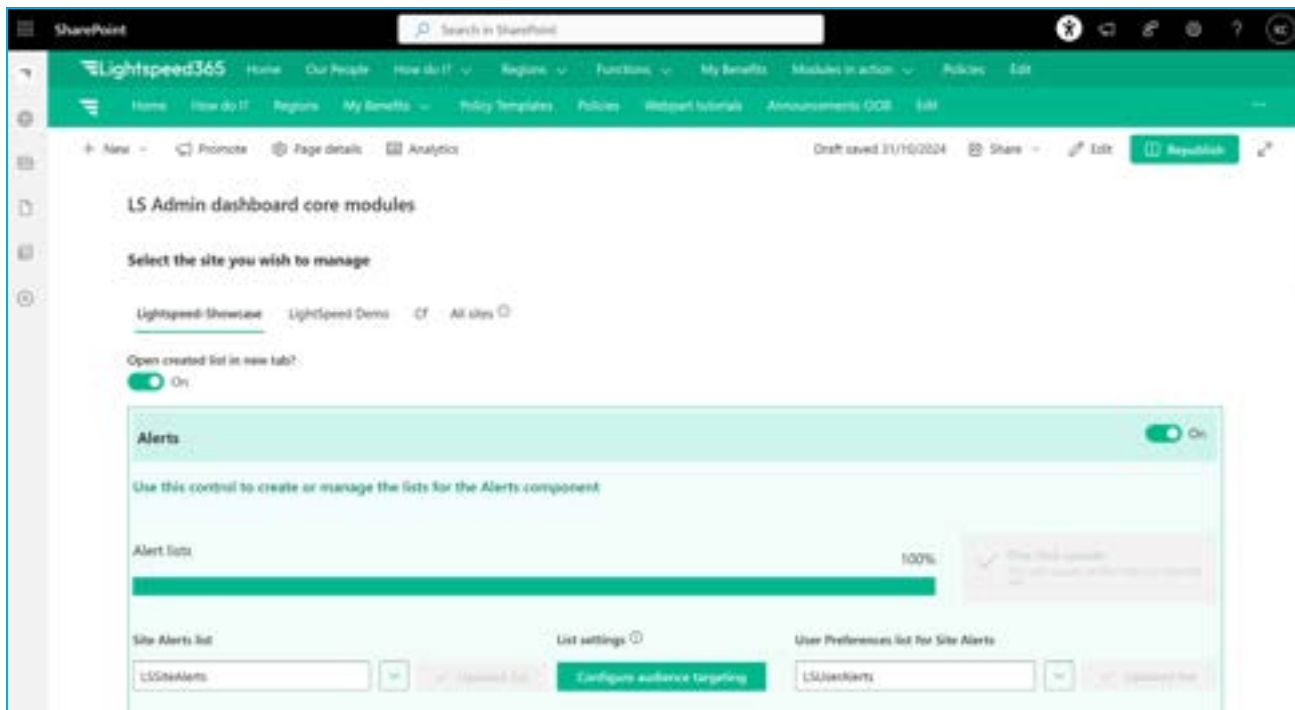 SharePoint
Search in SharePoint
?
KC
Lightspeed365 Home Our People How do I? Regions Functions My Benefits Modules in action Policies Edit
Home How do I? Regions My Benefits Policy Templates Policies Webpart tutorials Announcements OOB Edit
+ New Promote Page details Analytics Draft saved 31/10/2024 Share Edit Republish
LS Admin dashboard core modules
Select the site you wish to manage
Lightspeed-Showcase LightSpeed Demo Cf All sites
Open created list in new tab?
On
Alerts On
Use this control to create or manage the lists for the Alerts component
Alert lists 100%
Site Alerts list List settings User Preferences list for Site Alerts
LSSiteAlerts Configure audience targeting LSUserAlerts